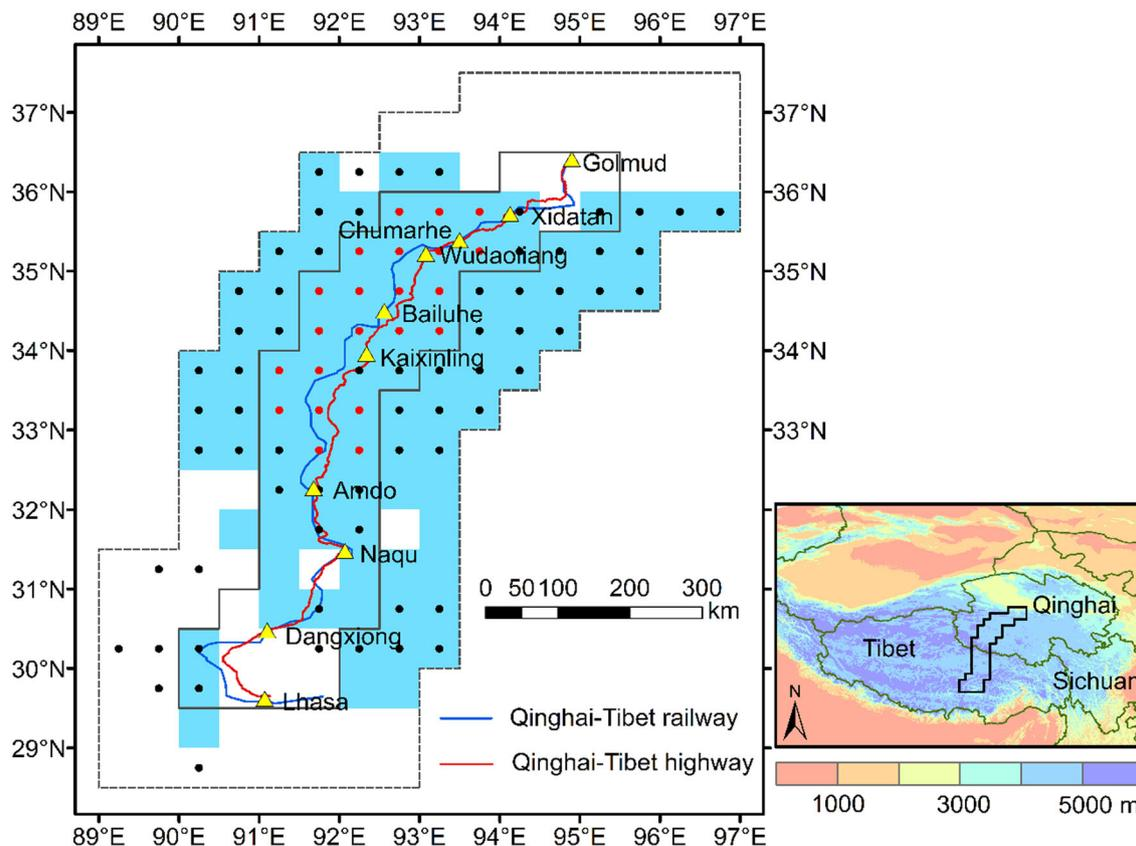 89°E 90°E 91°E 92°E 93°E 94°E 95°E 96°E 97°E
37°N 37°N
Golmud
36°N 36°N
Xidatan
Chumarhe
Wudaoliang
35°N 35°N
Bailuhe
34°N 34°N
Kaixinling
33°N 33°N
Amdo
32°N
Naqu
31°N
0 50 100 200 300
km
Dangxiong
30°N
Lhasa
29°N
Qinghai-Tibet railway
Qinghai-Tibet highway
89°E 90°E 91°E 92°E 93°E 94°E 95°E 96°E 97°E
Qinghai
Tibet
Sichuan
N
1000 3000 5000 m